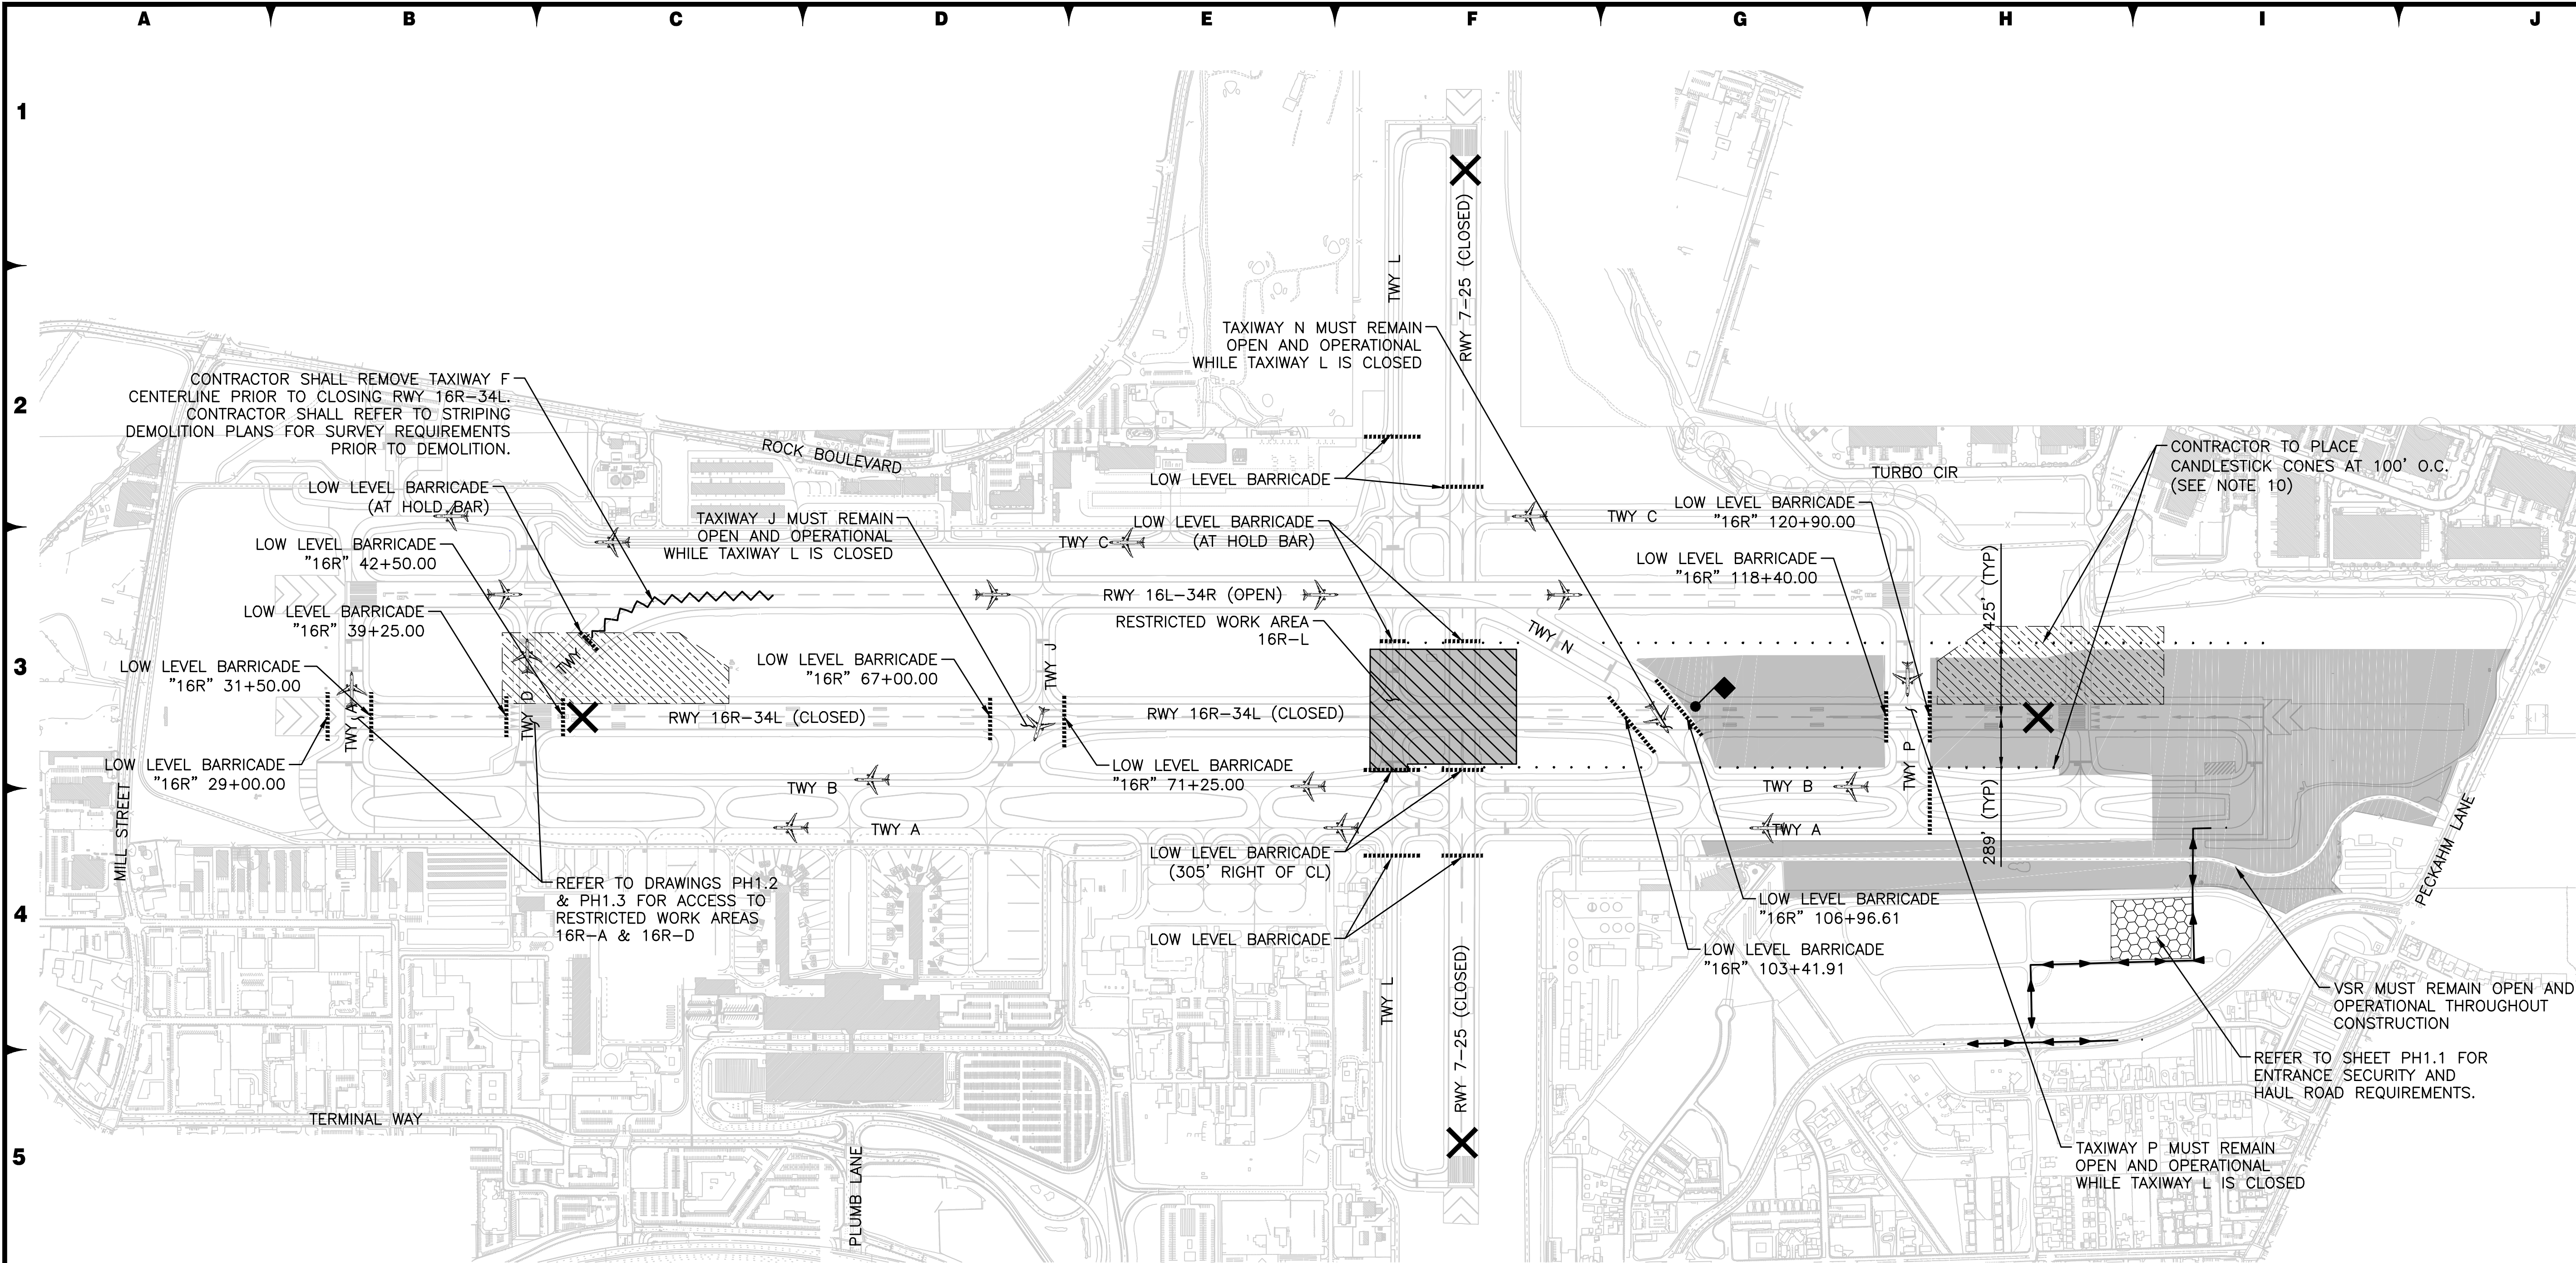 A
B
C
D
E
F
G
H
I
J
1
2
3
4
5
TWY L
RWY 7-25 (CLOSED)
TAXIWAY N MUST REMAIN
OPEN AND OPERATIONAL
WHILE TAXIWAY L IS CLOSED
CONTRACTOR SHALL REMOVE TAXIWAY F
CENTERLINE PRIOR TO CLOSING RWY 16R-34L.
CONTRACTOR SHALL REFER TO STRIPING
DEMOLITION PLANS FOR SURVEY REQUIREMENTS
PRIOR TO DEMOLITION.
ROCK BOULEVARD
LOW LEVEL BARRICADE
TURBO CIR
CONTRACTOR TO PLACE
CANDLESTICK CONES AT 100' O.C.
(SEE NOTE 10)
LOW LEVEL BARRICADE
(AT HOLD BAR)
TAXIWAY J MUST REMAIN
OPEN AND OPERATIONAL
WHILE TAXIWAY L IS CLOSED
LOW LEVEL BARRICADE
(AT HOLD BAR)
TWY C
TWY C
LOW LEVEL BARRICADE
"16R" 120+90.00
LOW LEVEL BARRICADE
"16R" 42+50.00
LOW LEVEL BARRICADE
"16R" 118+40.00
425' (TYP)
RWY 16L-34R (OPEN)
RESTRICTED WORK AREA
16R-L
LOW LEVEL BARRICADE
"16R" 39+25.00
TWY N
TWY
TWY J
LOW LEVEL BARRICADE
"16R" 31+50.00
LOW LEVEL BARRICADE
"16R" 67+00.00
TWY A
TWY D
RWY 16R-34L (CLOSED)
RWY 16R-34L (CLOSED)
TWY P
LOW LEVEL BARRICADE
"16R" 29+00.00
LOW LEVEL BARRICADE
"16R" 71+25.00
TWY B
TWY B
TWY A
TWY A
289' (TYP)
MILL STREET
PECKAHM LANE
LOW LEVEL BARRICADE
(305' RIGHT OF CL)
REFER TO DRAWINGS PH1.2
& PH1.3 FOR ACCESS TO
RESTRICTED WORK AREAS
16R-A & 16R-D
LOW LEVEL BARRICADE
LOW LEVEL BARRICADE
"16R" 106+96.61
LOW LEVEL BARRICADE
"16R" 103+41.91
TWY L
RWY 7-25 (CLOSED)
VSR MUST REMAIN OPEN AND
OPERATIONAL THROUGHOUT
CONSTRUCTION
REFER TO SHEET PH1.1 FOR
ENTRANCE SECURITY AND
HAUL ROAD REQUIREMENTS.
TERMINAL WAY
PLUMB LANE
TAXIWAY P MUST REMAIN
OPEN AND OPERATIONAL
WHILE TAXIWAY L IS CLOSED